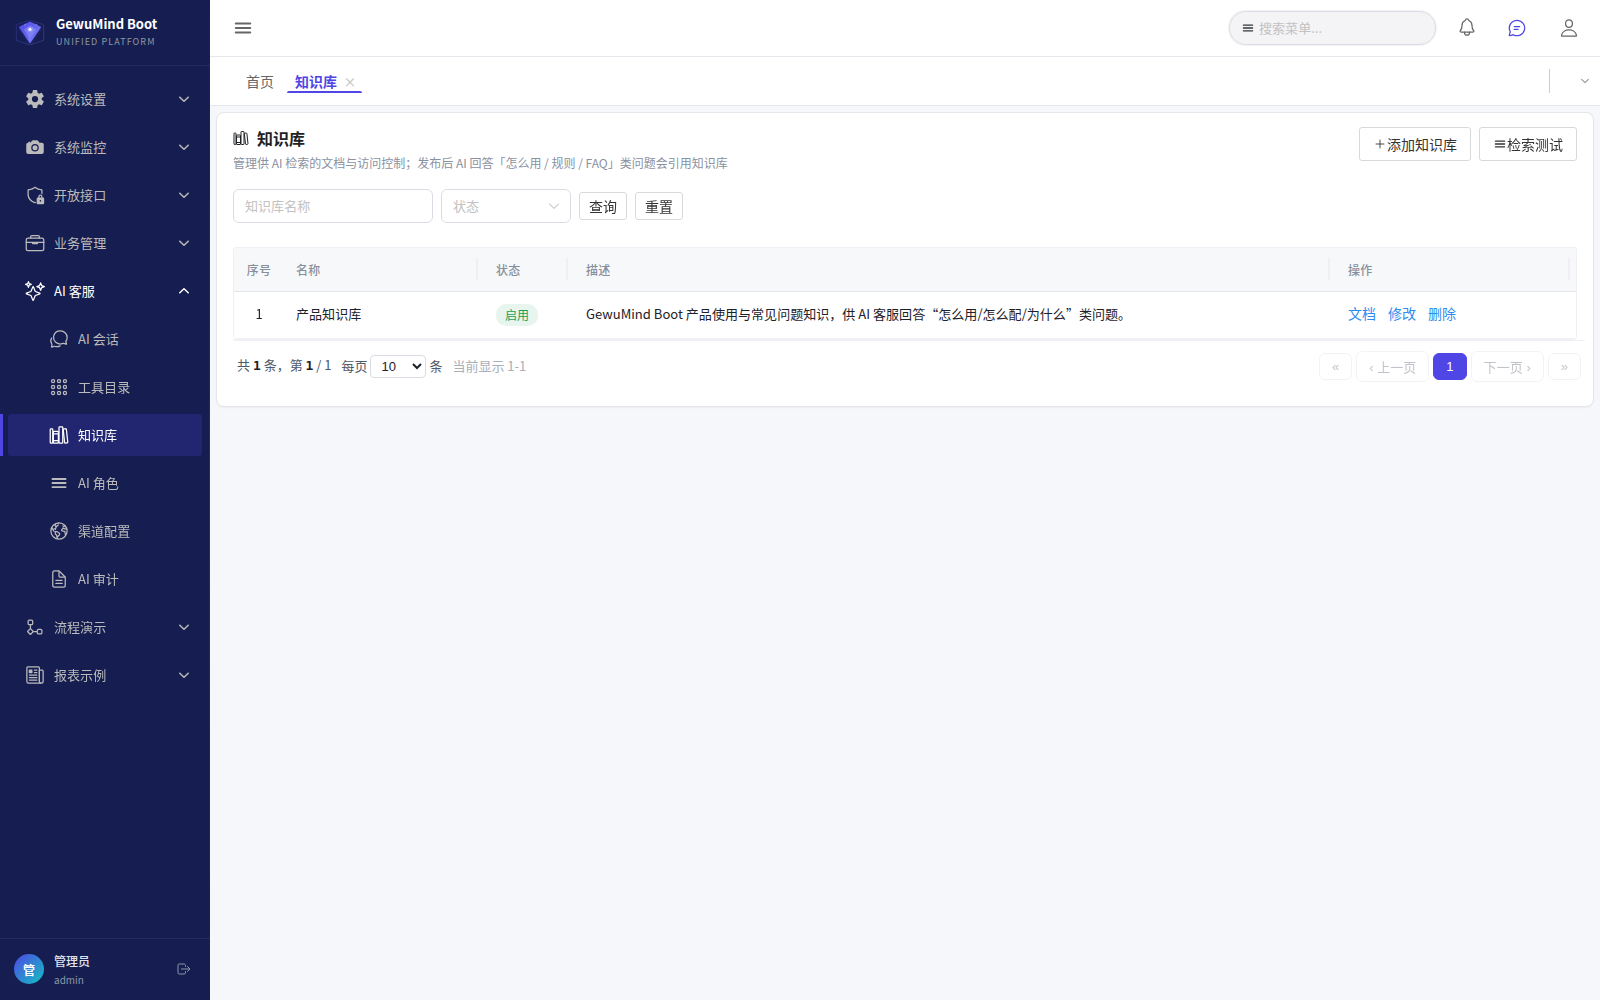 GewuMind Boot
UNIFIED PLATFORM
系统设置
系统监控
开放接口
业务管理
AI 客服
AI 会话
工具目录
知识库
AI 角色
渠道配置
AI 审计
流程演示
报表示例
管
管理员
admin
搜索菜单...
首页
知识库
知识库
管理供 AI 检索的文档与访问控制；发布后 AI 回答「怎么用 / 规则 / FAQ」类问题会引用知识库
添加知识库
检索测试
知识库名称
状态
查询
重置
序号 名称 状态 描述 操作
1 产品知识库 启用 GewuMind Boot 产品使用与常见问题知识，供 AI 客服回答“怎么用/怎么配/为什么”类问题。 文档 修改 删除
共 1 条，第 1 / 1 每页 10 条 当前显示 1-1
« ‹ 上一页 1 下一页 › »